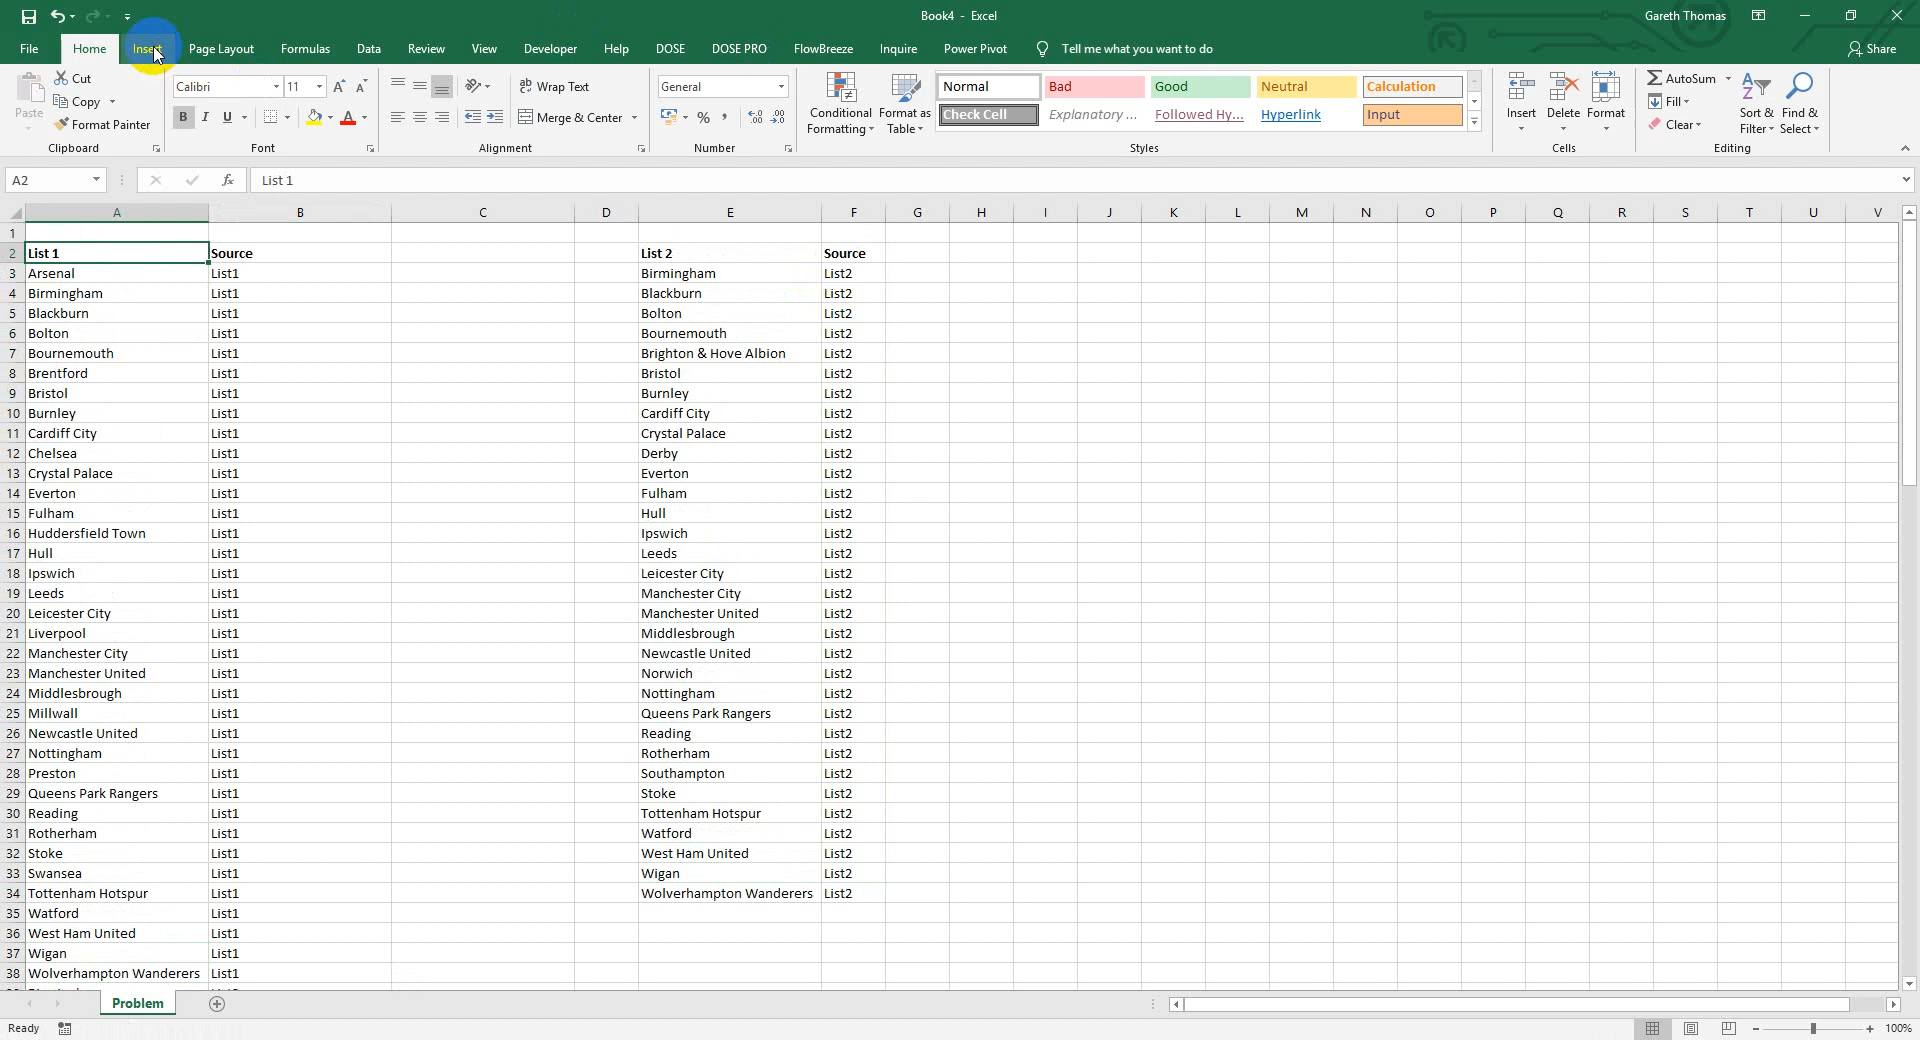 Book4 - Excel
Gareth Thomas
File Home Insert Page Layout Formulas Data Review View Developer Help DOSE DOSE PRO FlowBreeze Inquire Power Pivot Tell me what you want to do Share
Paste
Cut
Copy
Format Painter
Clipboard
Calibri 11
B I U
Font
Wrap Text
Merge & Center
Alignment
General
%
Number
Conditional Formatting
Format as Table
Normal Bad Good Neutral Calculation
Check Cell Explanatory ... Followed Hy... Hyperlink Input
Styles
Insert Delete Format
Cells
AutoSum
Fill
Clear
Sort & Filter
Find & Select
Editing
A2 fx List 1
A B C D E F G H I J K L M N O P Q R S T U V
1
2 List 1 Source List 2 Source
3 Arsenal List1 Birmingham List2
4 Birmingham List1 Blackburn List2
5 Blackburn List1 Bolton List2
6 Bolton List1 Bournemouth List2
7 Bournemouth List1 Brighton & Hove Albion List2
8 Brentford List1 Bristol List2
9 Bristol List1 Burnley List2
10 Burnley List1 Cardiff City List2
11 Cardiff City List1 Crystal Palace List2
12 Chelsea List1 Derby List2
13 Crystal Palace List1 Everton List2
14 Everton List1 Fulham List2
15 Fulham List1 Hull List2
16 Huddersfield Town List1 Ipswich List2
17 Hull List1 Leeds List2
18 Ipswich List1 Leicester City List2
19 Leeds List1 Manchester City List2
20 Leicester City List1 Manchester United List2
21 Liverpool List1 Middlesbrough List2
22 Manchester City List1 Newcastle United List2
23 Manchester United List1 Norwich List2
24 Middlesbrough List1 Nottingham List2
25 Millwall List1 Queens Park Rangers List2
26 Newcastle United List1 Reading List2
27 Nottingham List1 Rotherham List2
28 Preston List1 Southampton List2
29 Queens Park Rangers List1 Stoke List2
30 Reading List1 Tottenham Hotspur List2
31 Rotherham List1 Watford List2
32 Stoke List1 West Ham United List2
33 Swansea List1 Wigan List2
34 Tottenham Hotspur List1 Wolverhampton Wanderers List2
35 Watford List1
36 West Ham United List1
37 Wigan List1
38 Wolverhampton Wanderers List1
Problem
Ready
100%